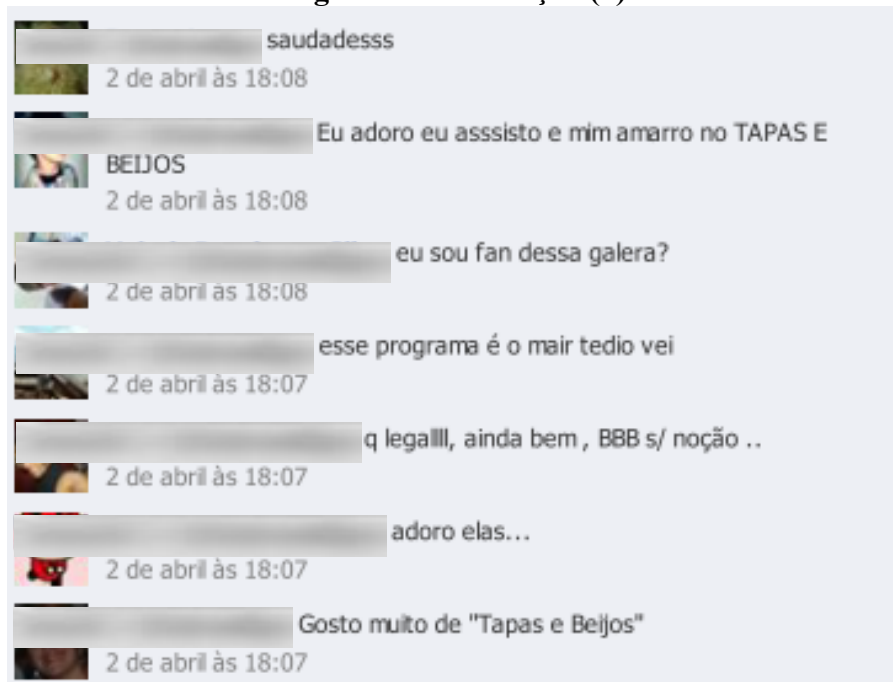 saudadesss
2 de abril às 18:08
Eu adoro eu asssisto e mim amarro no TAPAS E
BEIJOS
2 de abril às 18:08
eu sou fan dessa galera?
2 de abril às 18:08
esse programa é o mair tedio vei
2 de abril às 18:07
q legallll, ainda bem , BBB s/ noção ..
2 de abril às 18:07
adoro elas...
2 de abril às 18:07
Gosto muito de "Tapas e Beijos"
2 de abril às 18:07